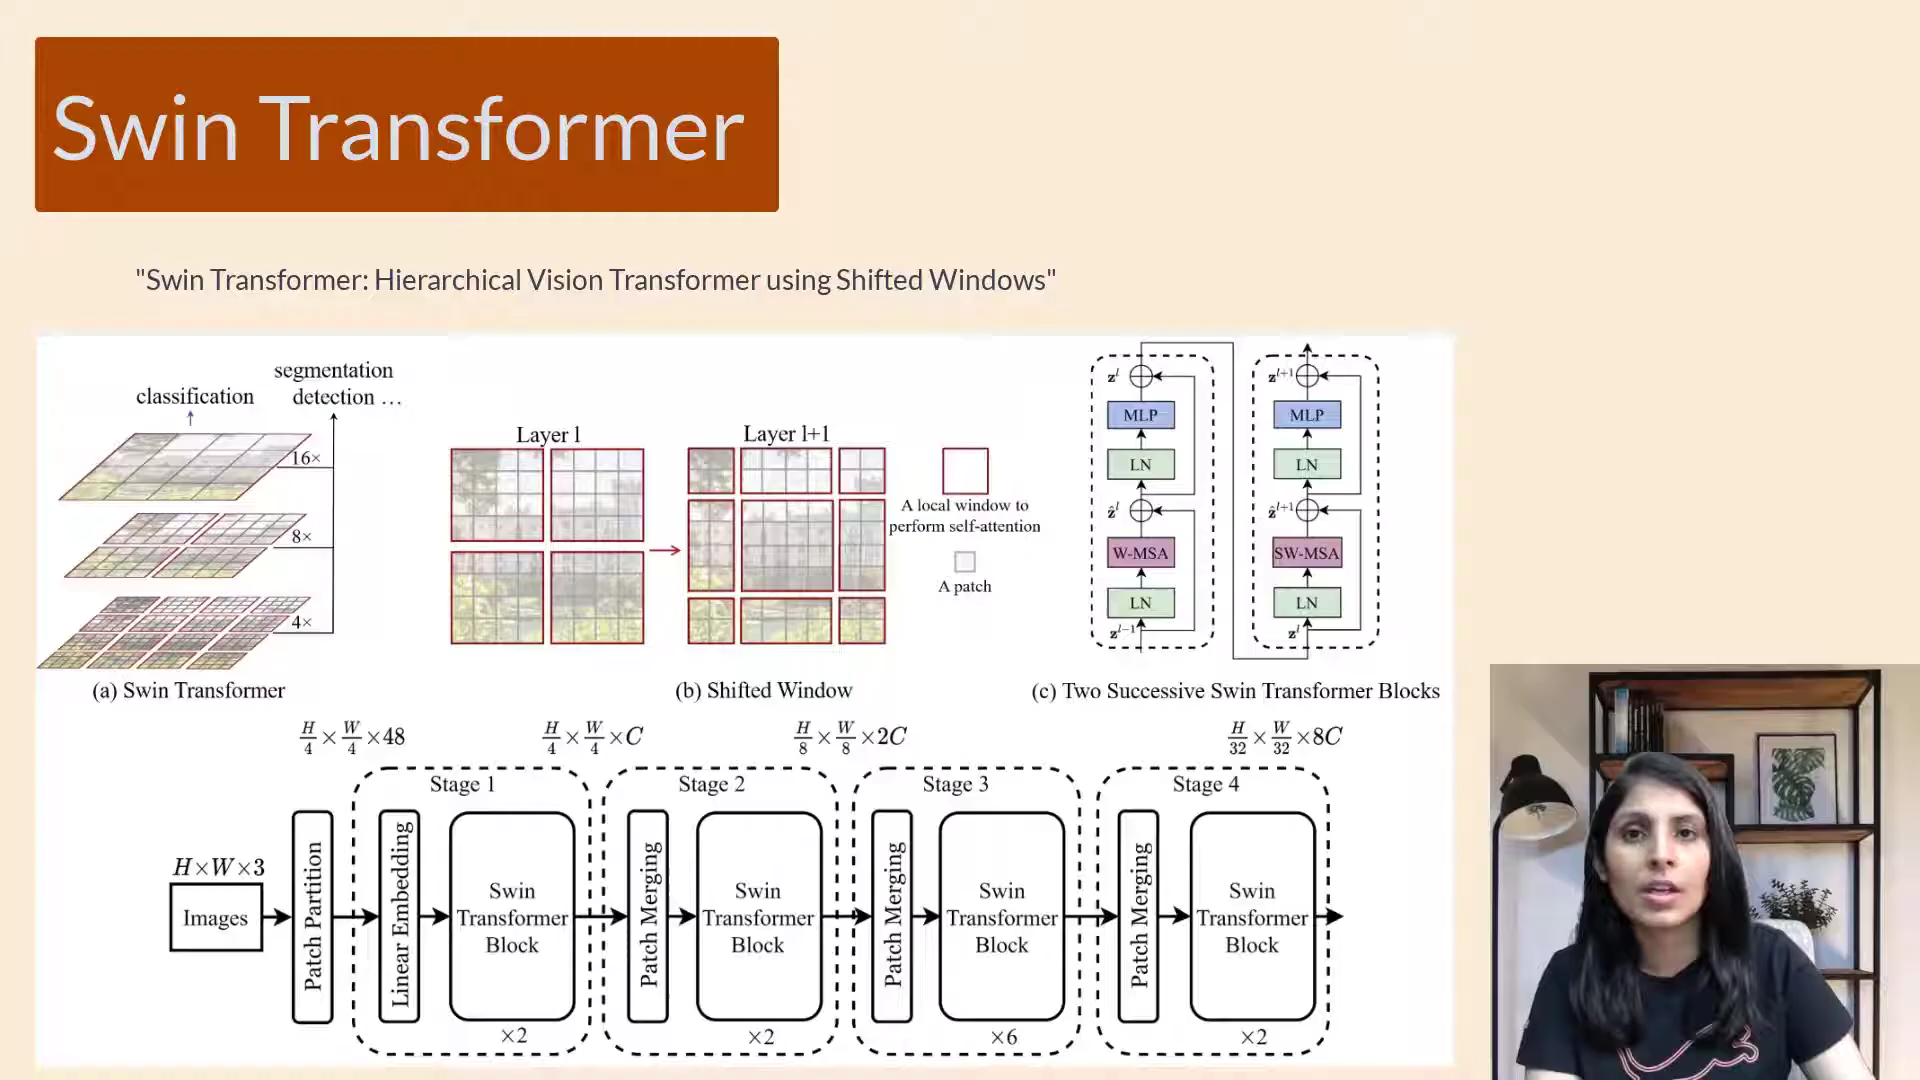 Swin Transformer
"Swin Transformer: Hierarchical Vision Transformer using Shifted Windows"
classification
segmentation
detection ...
16×
8×
4×
(a) Swin Transformer
Layer l
Layer l+1
A local window to
perform self-attention
A patch
(b) Shifted Window
z^l
MLP
LN
ẑ^l
W-MSA
LN
z^{l-1}
z^{l+1}
MLP
LN
ẑ^{l+1}
SW-MSA
LN
z^l
(c) Two Successive Swin Transformer Blocks
H/4 × W/4 × 48
H/4 × W/4 × C
H/8 × W/8 × 2C
H/32 × W/32 × 8C
H×W×3
Images
Patch Partition
Stage 1
Linear Embedding
Swin
Transformer
Block
×2
Stage 2
Patch Merging
Swin
Transformer
Block
×2
Stage 3
Patch Merging
Swin
Transformer
Block
×6
Stage 4
Patch Merging
Swin
Transformer
Block
×2